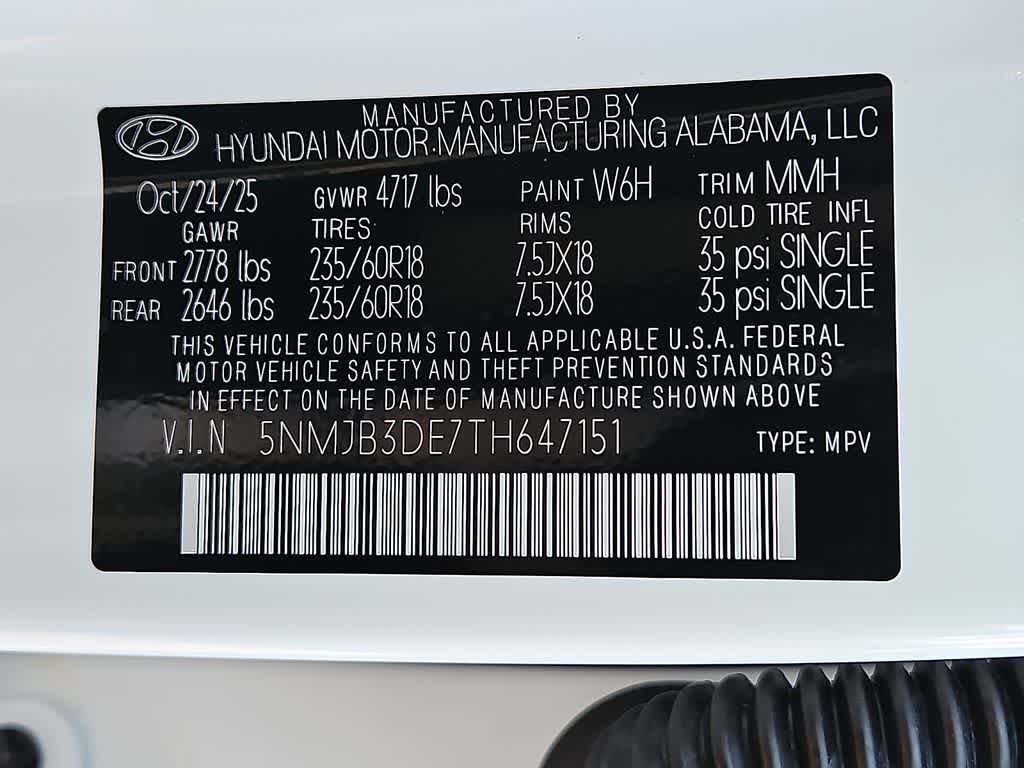 MANUFACTURED BY
HYUNDAI MOTOR MANUFACTURING ALABAMA, LLC
Oct/24/25 GVWR 4717 lbs PAINT W6H TRIM MMH
GAWR TIRES RIMS COLD TIRE INFL
FRONT 2778 lbs 235/60R18 7.5JX18 35 psi SINGLE
REAR 2646 lbs 235/60R18 7.5JX18 35 psi SINGLE
THIS VEHICLE CONFORMS TO ALL APPLICABLE U.S.A. FEDERAL
MOTOR VEHICLE SAFETY AND THEFT PREVENTION STANDARDS
IN EFFECT ON THE DATE OF MANUFACTURE SHOWN ABOVE
V.I.N 5NMJB3DE7TH647151 TYPE: MPV